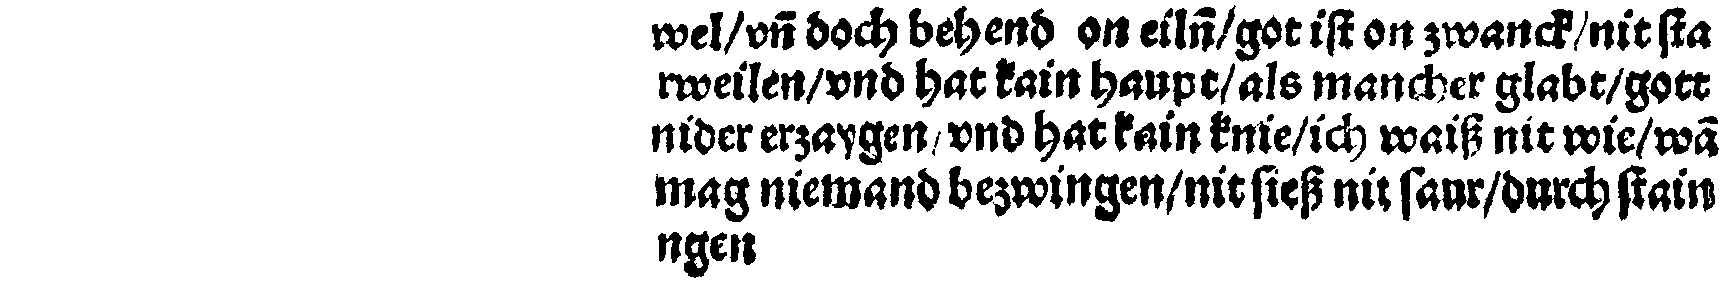 wel/vn̄ doch behend on eiln̄/got iſt on zwanck/nit ſta
rweilen/vnd hat kain haupt/als mancher glabt/gott
nider erzaygen/vnd hat kain knie/ich waiß nit wie/wā
mag niemand bezwingen/nit ſieß nit ſaur/durch ſtain
ngen